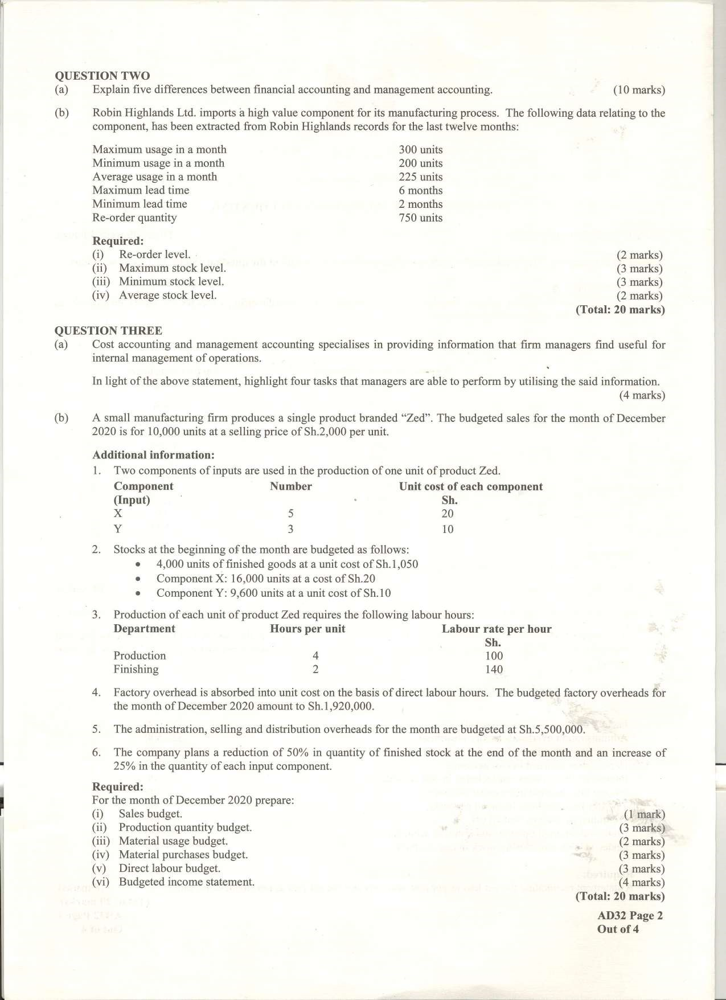 QUESTION TWO
(a) Explain five differences between financial accounting and management accounting. (10 marks)
(b) Robin Highlands Ltd. imports a high value component for its manufacturing process. The following data relating to the
component, has been extracted from Robin Highlands records for the last twelve months:
Maximum usage in a month 300 units
Minimum usage in a month 200 units
Average usage in a month 225 units
Maximum lead time 6 months
Minimum lead time 2 months
Re-order quantity 750 units
Required:
(i) Re-order level. (2 marks)
(ii) Maximum stock level. (3 marks)
(iii) Minimum stock level. (3 marks)
(iv) Average stock level. (2 marks)
(Total: 20 marks)
QUESTION THREE
(a) Cost accounting and management accounting specialises in providing information that firm managers find useful for
internal management of operations.
In light of the above statement, highlight four tasks that managers are able to perform by utilising the said information.
(4 marks)
(b) A small manufacturing firm produces a single product branded “Zed”. The budgeted sales for the month of December
2020 is for 10,000 units at a selling price of Sh.2,000 per unit.
Additional information:
1. Two components of inputs are used in the production of one unit of product Zed.
Component Number Unit cost of each component
(Input) Sh.
X 5 20
Y 3 10
2. Stocks at the beginning of the month are budgeted as follows:
• 4,000 units of finished goods at a unit cost of Sh.1,050
• Component X: 16,000 units at a cost of Sh.20
• Component Y: 9,600 units at a unit cost of Sh.10
3. Production of each unit of product Zed requires the following labour hours:
Department Hours per unit Labour rate per hour
Sh.
Production 4 100
Finishing 2 140
4. Factory overhead is absorbed into unit cost on the basis of direct labour hours. The budgeted factory overheads for
the month of December 2020 amount to Sh.1,920,000.
5. The administration, selling and distribution overheads for the month are budgeted at Sh.5,500,000.
6. The company plans a reduction of 50% in quantity of finished stock at the end of the month and an increase of
25% in the quantity of each input component.
Required:
For the month of December 2020 prepare:
(i) Sales budget. (1 mark)
(ii) Production quantity budget. (3 marks)
(iii) Material usage budget. (2 marks)
(iv) Material purchases budget. (3 marks)
(v) Direct labour budget. (3 marks)
(vi) Budgeted income statement. (4 marks)
(Total: 20 marks)
AD32 Page 2
Out of 4